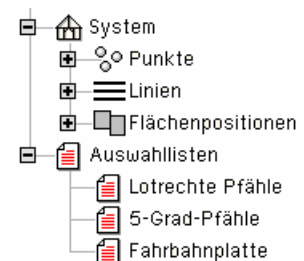 System
Punkte
Linien
Flächenpositionen
Auswahllisten
Lotrechte Pfähle
5-Grad-Pfähle
Fahrbahnplatte